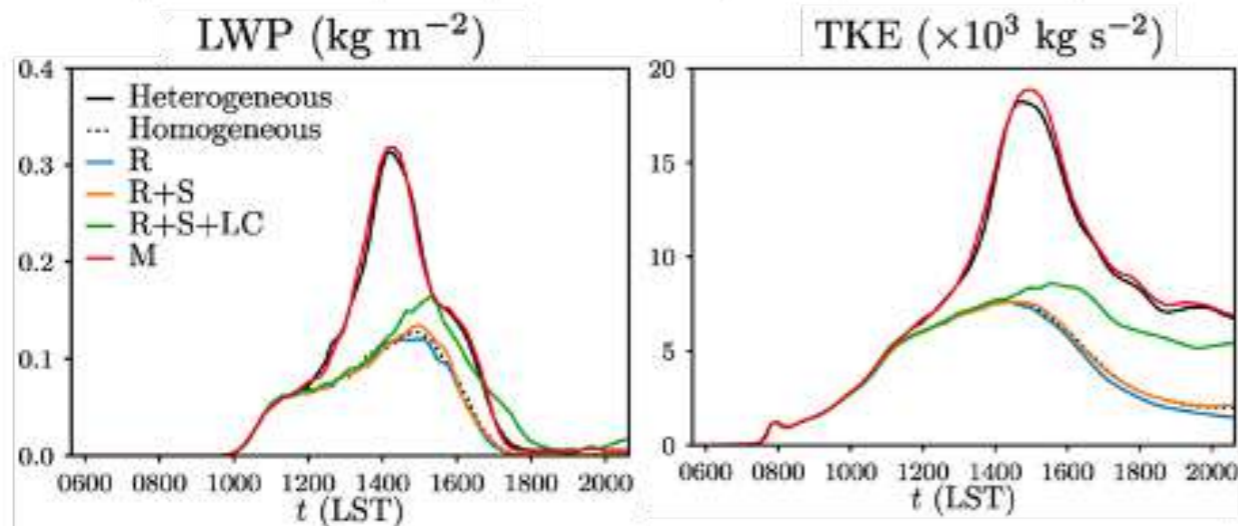 LWP (kg m⁻²)
TKE (×10³ kg s⁻²)
0.4
0.3
0.2
0.1
0.0
Heterogeneous
Homogeneous
R
R+S
R+S+LC
M
0600 0800 1000 1200 1400 1600 1800 2000
t (LST)
20
15
10
5
0
0600 0800 1000 1200 1400 1600 1800 2000
t (LST)